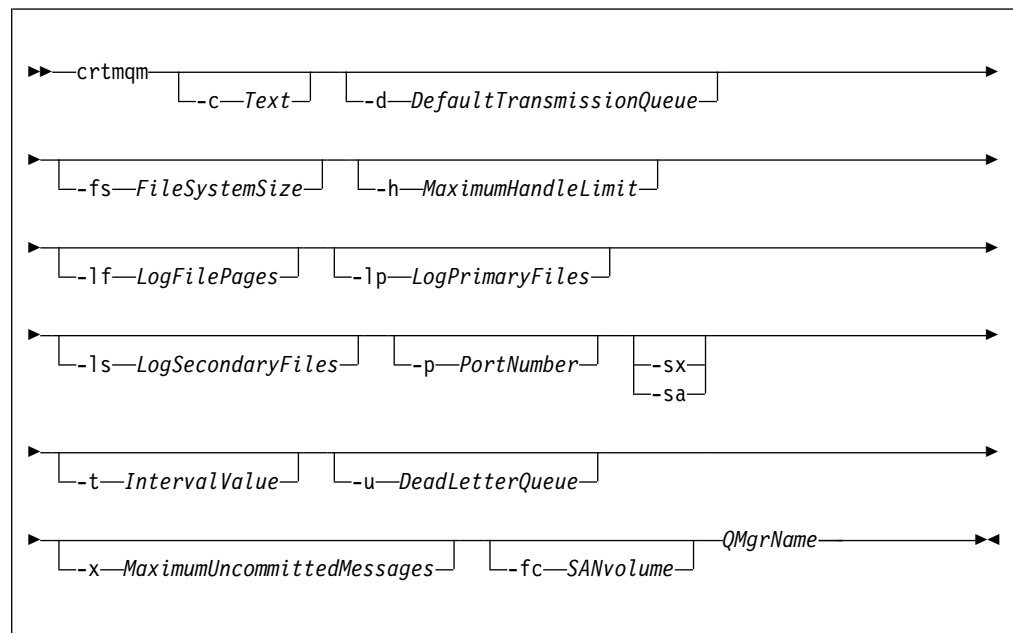 crtmqm -c Text -d DefaultTransmissionQueue
-fs FileSystemSize -h MaximumHandleLimit
-lf LogFilePages -lp LogPrimaryFiles
-ls LogSecondaryFiles -p PortNumber -sx
-sa
-t IntervalValue -u DeadLetterQueue
QMgrName
-x MaximumUncommittedMessages -fc SANvolume